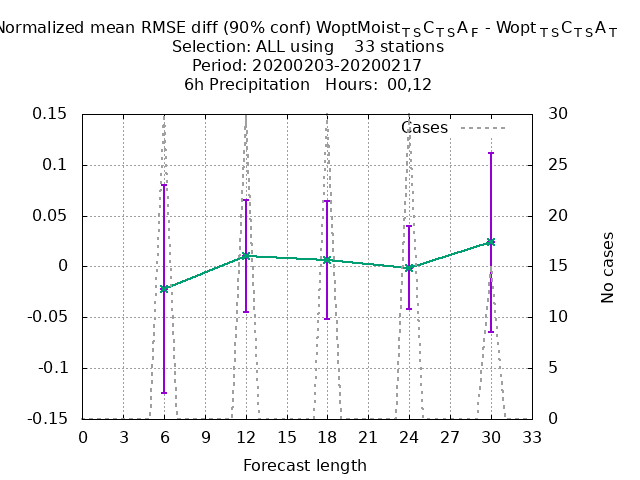 Normalized mean RMSE diff (90% conf) WoptMoist_TSC_TSA_F - Wopt_TSC_TSA_T
Selection: ALL using 33 stations
Period: 20200203-20200217
6h Precipitation Hours: 00,12
Cases
0.15
0.1
0.05
0
-0.05
-0.1
-0.15
30
25
20
15
10
5
0
No cases
0 3 6 9 12 15 18 21 24 27 30 33
Forecast length